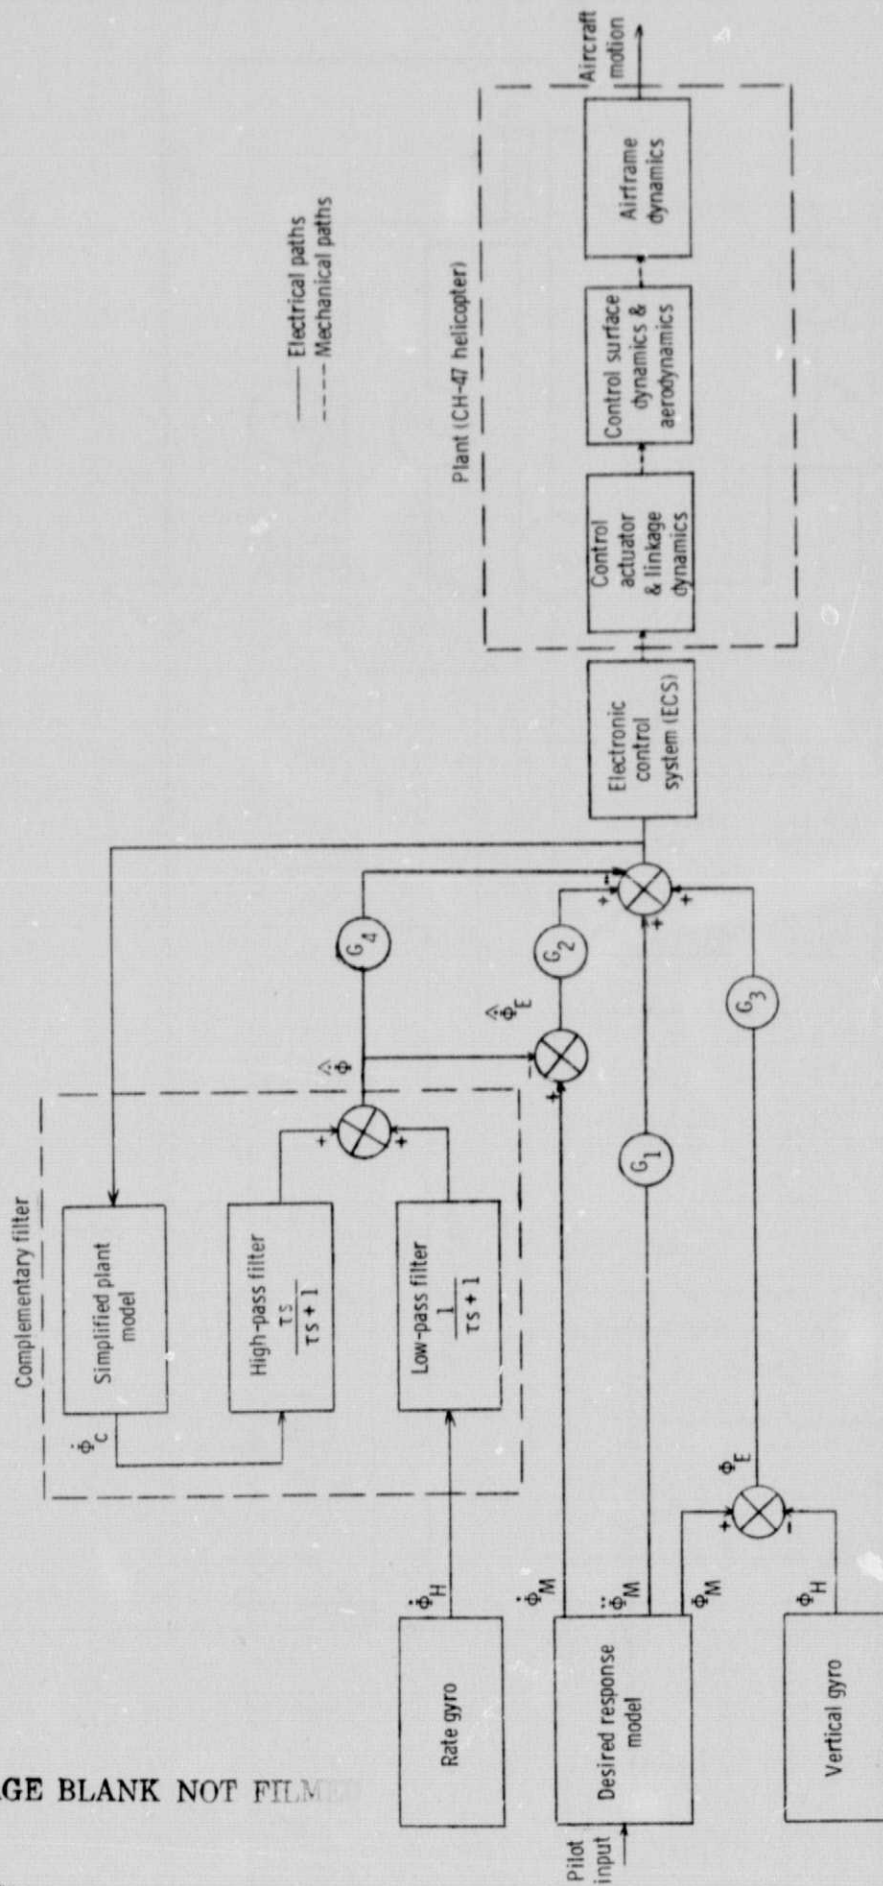 Aircraft
motion
—— Electrical paths
---- Mechanical paths
Plant (CH-47 helicopter)
Airframe
dynamics
Control surface
dynamics &
aerodynamics
Control
actuator
& linkage
dynamics
Electronic
control
system (ECS)
Complementary filter
Simplified plant
model
High-pass filter
τs
τs + 1
Low-pass filter
1
τs + 1
Φ̇C
Φ̂
+
+
G4
Φ̂E
+
-
G2
G1
G3
+
-
+
+
ΦE
+
-
Φ̇H
Φ̇M
Φ̈M
ΦM
ΦH
Rate gyro
Desired response
model
Vertical gyro
Pilot
input
GE BLANK NOT FILM